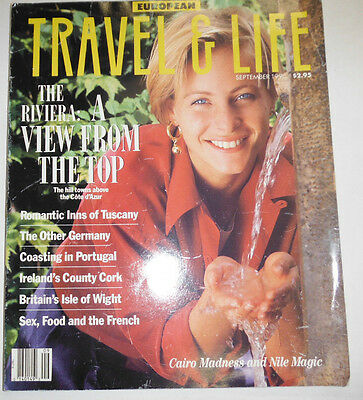 EUROPEAN
TRAVEL & LIFE
SEPTEMBER
$2.95
THE
RIVIERA: A
VIEW FROM
THE TOP
The hill towns above
the Côte d'Azur
Romantic Inns of Tuscany
The Other Germany
Coasting in Portugal
Ireland's County Cork
Britain's Isle of Wight
Sex, Food and the French
Cairo Madness and Nile Magic
09